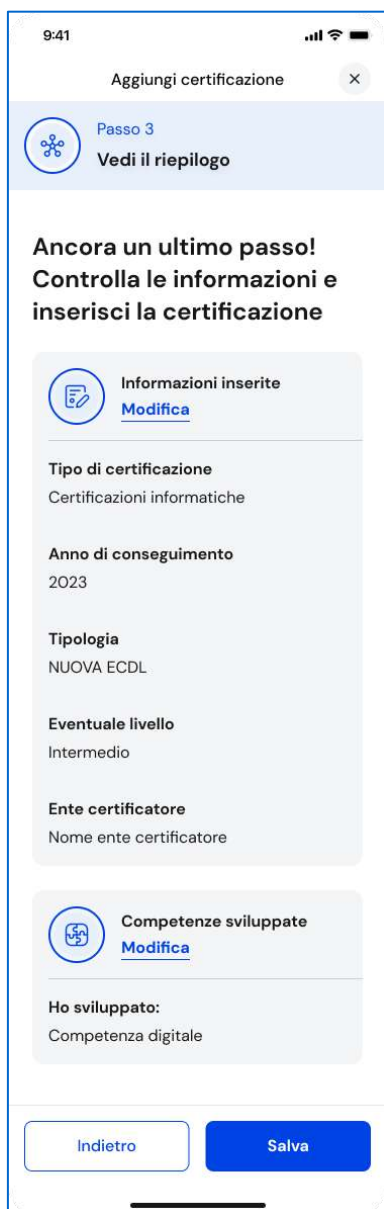 9:41
Aggiungi certificazione
Passo 3
Vedi il riepilogo
Ancora un ultimo passo!
Controlla le informazioni e
inserisci la certificazione
Informazioni inserite
Modifica
Tipo di certificazione
Certificazioni informatiche
Anno di conseguimento
2023
Tipologia
NUOVA ECDL
Eventuale livello
Intermedio
Ente certificatore
Nome ente certificatore
Competenze sviluppate
Modifica
Ho sviluppato:
Competenza digitale
Indietro
Salva